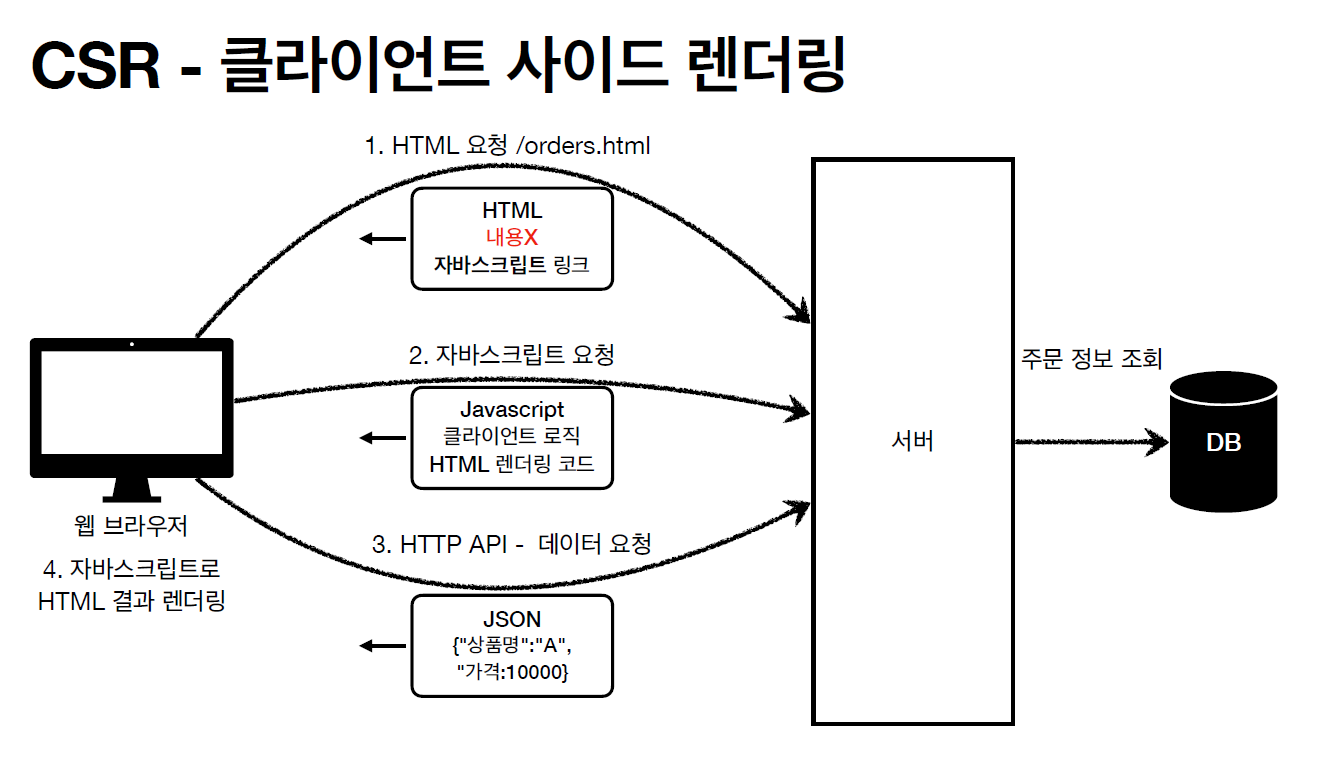 CSR - 클라이언트 사이드 렌더링
1. HTML 요청 /orders.html
HTML
내용X
자바스크립트 링크
2. 자바스크립트 요청
Javascript
클라이언트 로직
HTML 렌더링 코드
주문 정보 조회
서버
DB
웹 브라우저
3. HTTP API - 데이터 요청
4. 자바스크립트로
HTML 결과 렌더링
JSON
{"상품명":"A",
"가격:10000}